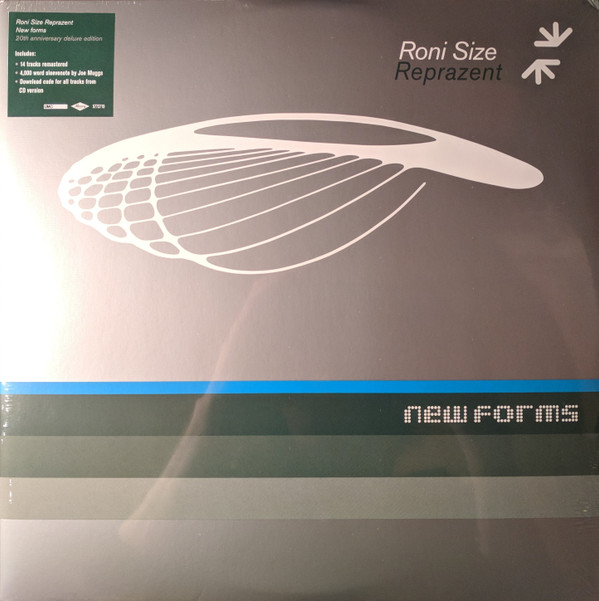 Roni Size Reprazent
New forms
20th anniversary deluxe edition
Includes:
• 14 tracks remastered
• 4,000 word sleevenote by Joe Muggs
• Download code for all tracks from
CD version
Roni Size
Reprazent
new forms